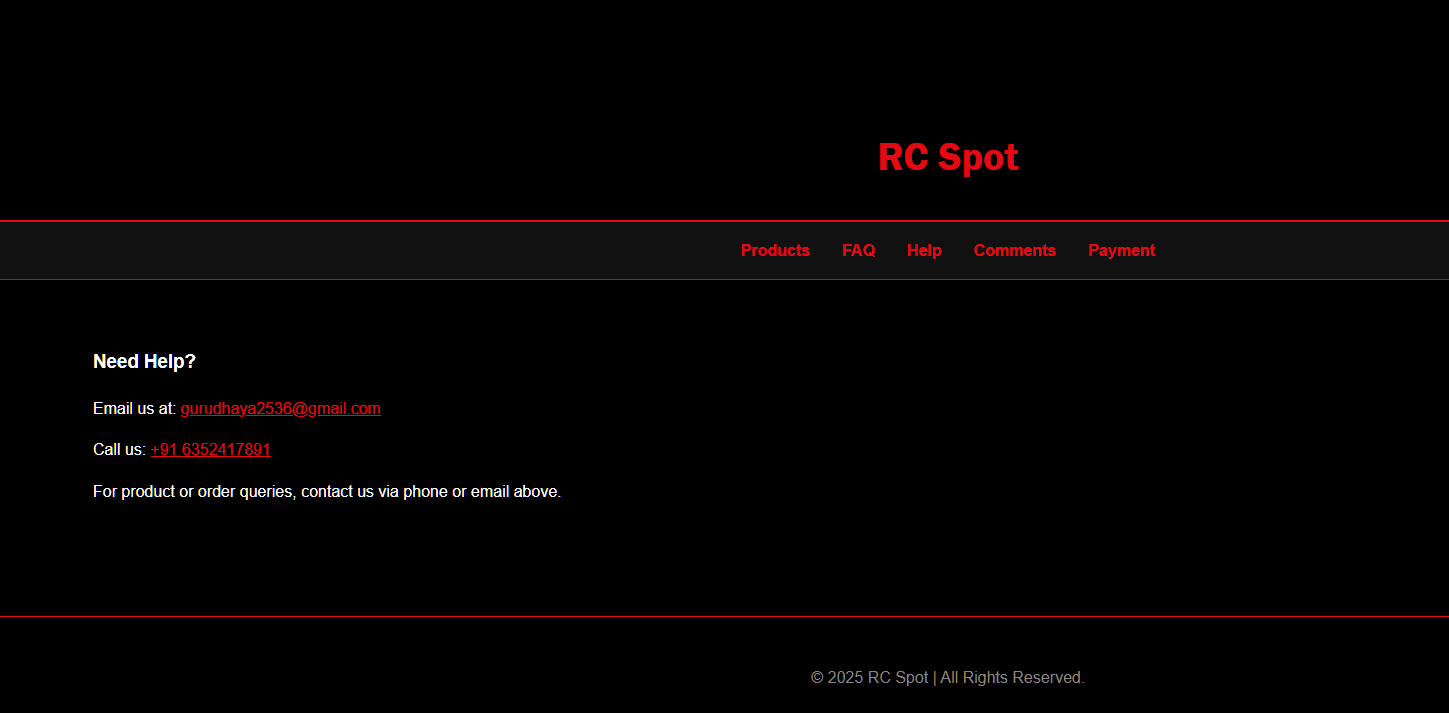 RC Spot
Products FAQ Help Comments Payment
Need Help?
Email us at: gurudhaya2536@gmail.com
Call us: +91 6352417891
For product or order queries, contact us via phone or email above.
© 2025 RC Spot | All Rights Reserved.